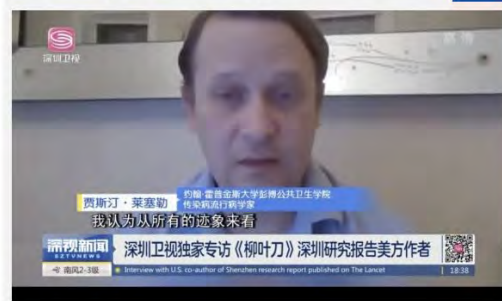 深圳卫视
约翰·霍普金斯大学彭博公共卫生学院
贾斯汀·莱塞勒
传染病流行病学家
我认为从所有的迹象来看
深视新闻
SZTVNEWS
深圳卫视独家专访《柳叶刀》深圳研究报告美方作者
南风2-3级
Interview with U.S. co-author of Shenzhen research report published on The Lancet
18:38